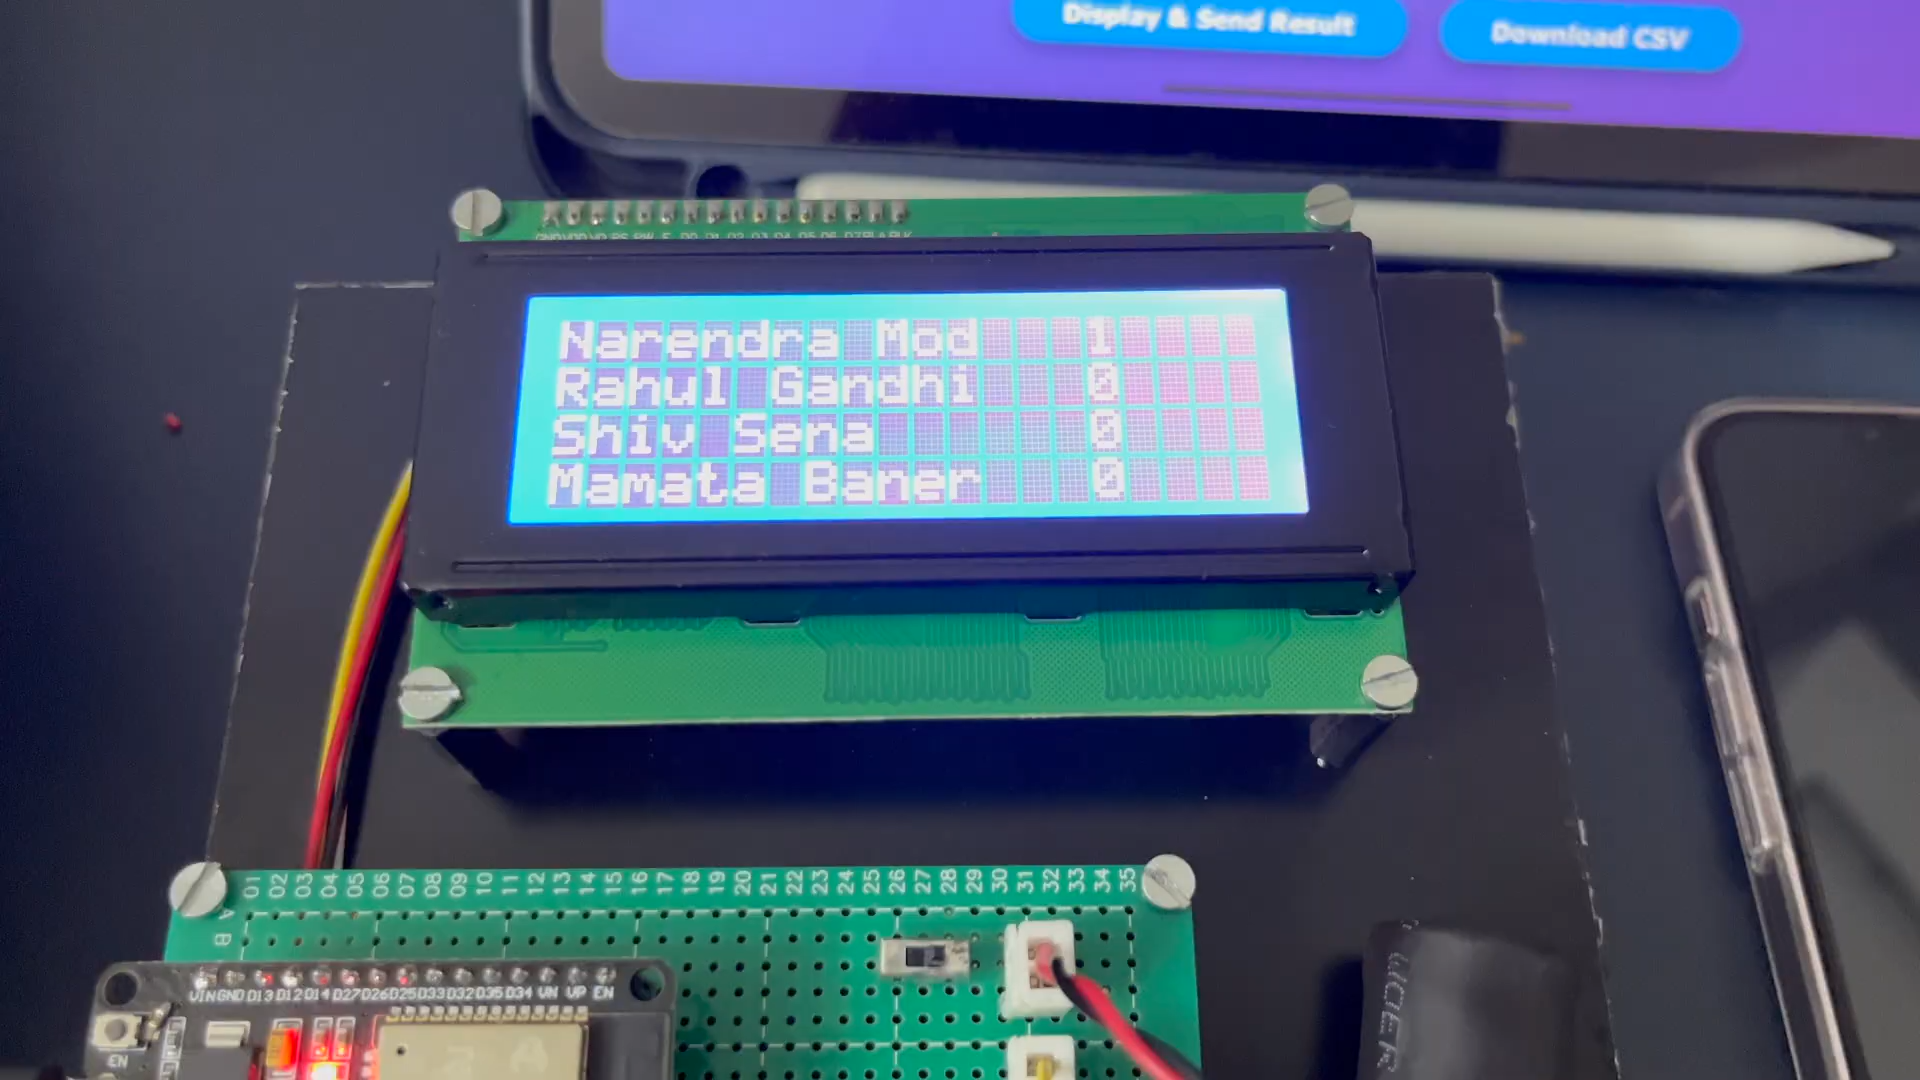 Display & Send Result
Download CSV
Narendra Mod 1
Rahul Gandhi 0
Shiv Sena 0
Mamata Baner 0
01 02 03 04 05 06 07 08 09 10 11 12 13 14 15 16 17 18 19 20 21 22 23 24 25 26 27 28 29 30 31 32 33 34 35
A
B
VIN GND D13 D12 D14 D27 D26 D25 D33 D32 D35 D34 VN VP EN
EN